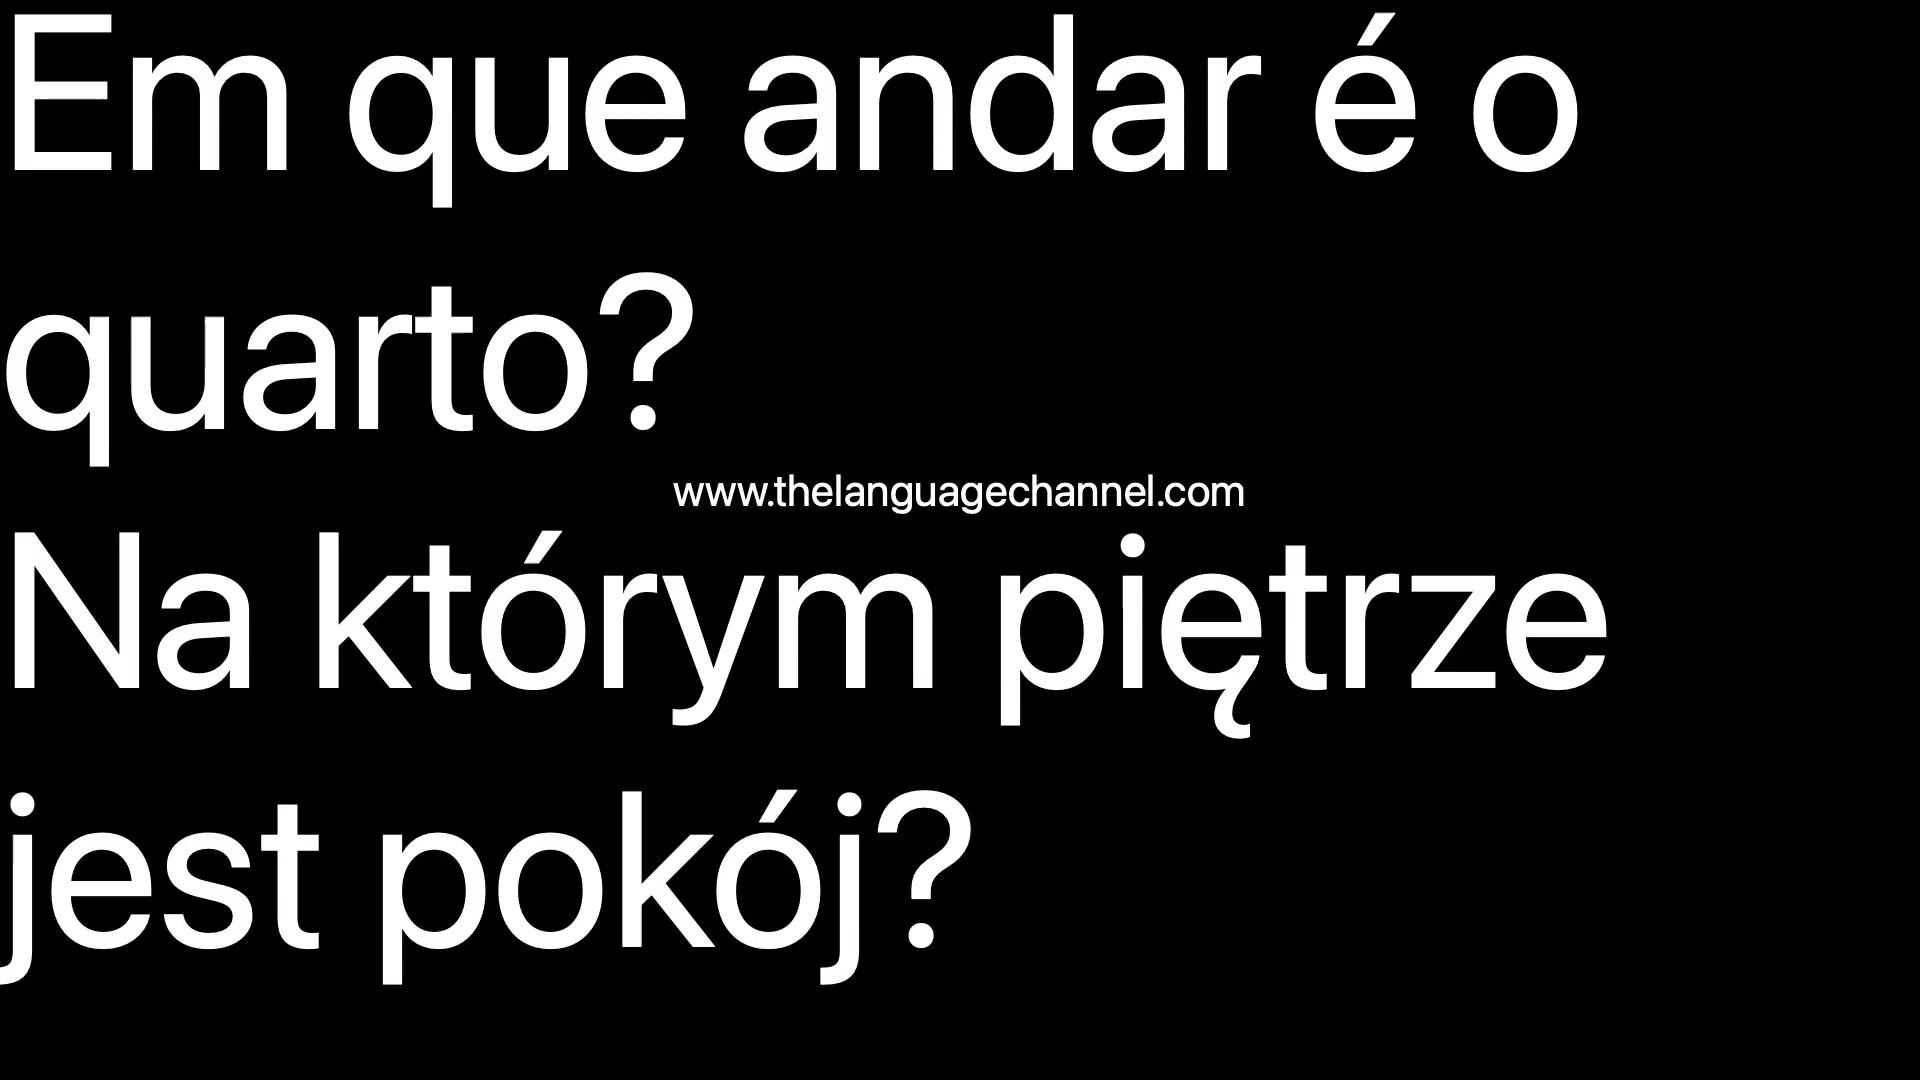 Em que andar é o
quarto?
www.thelanguagechannel.com
Na którym piętrze
jest pokój?